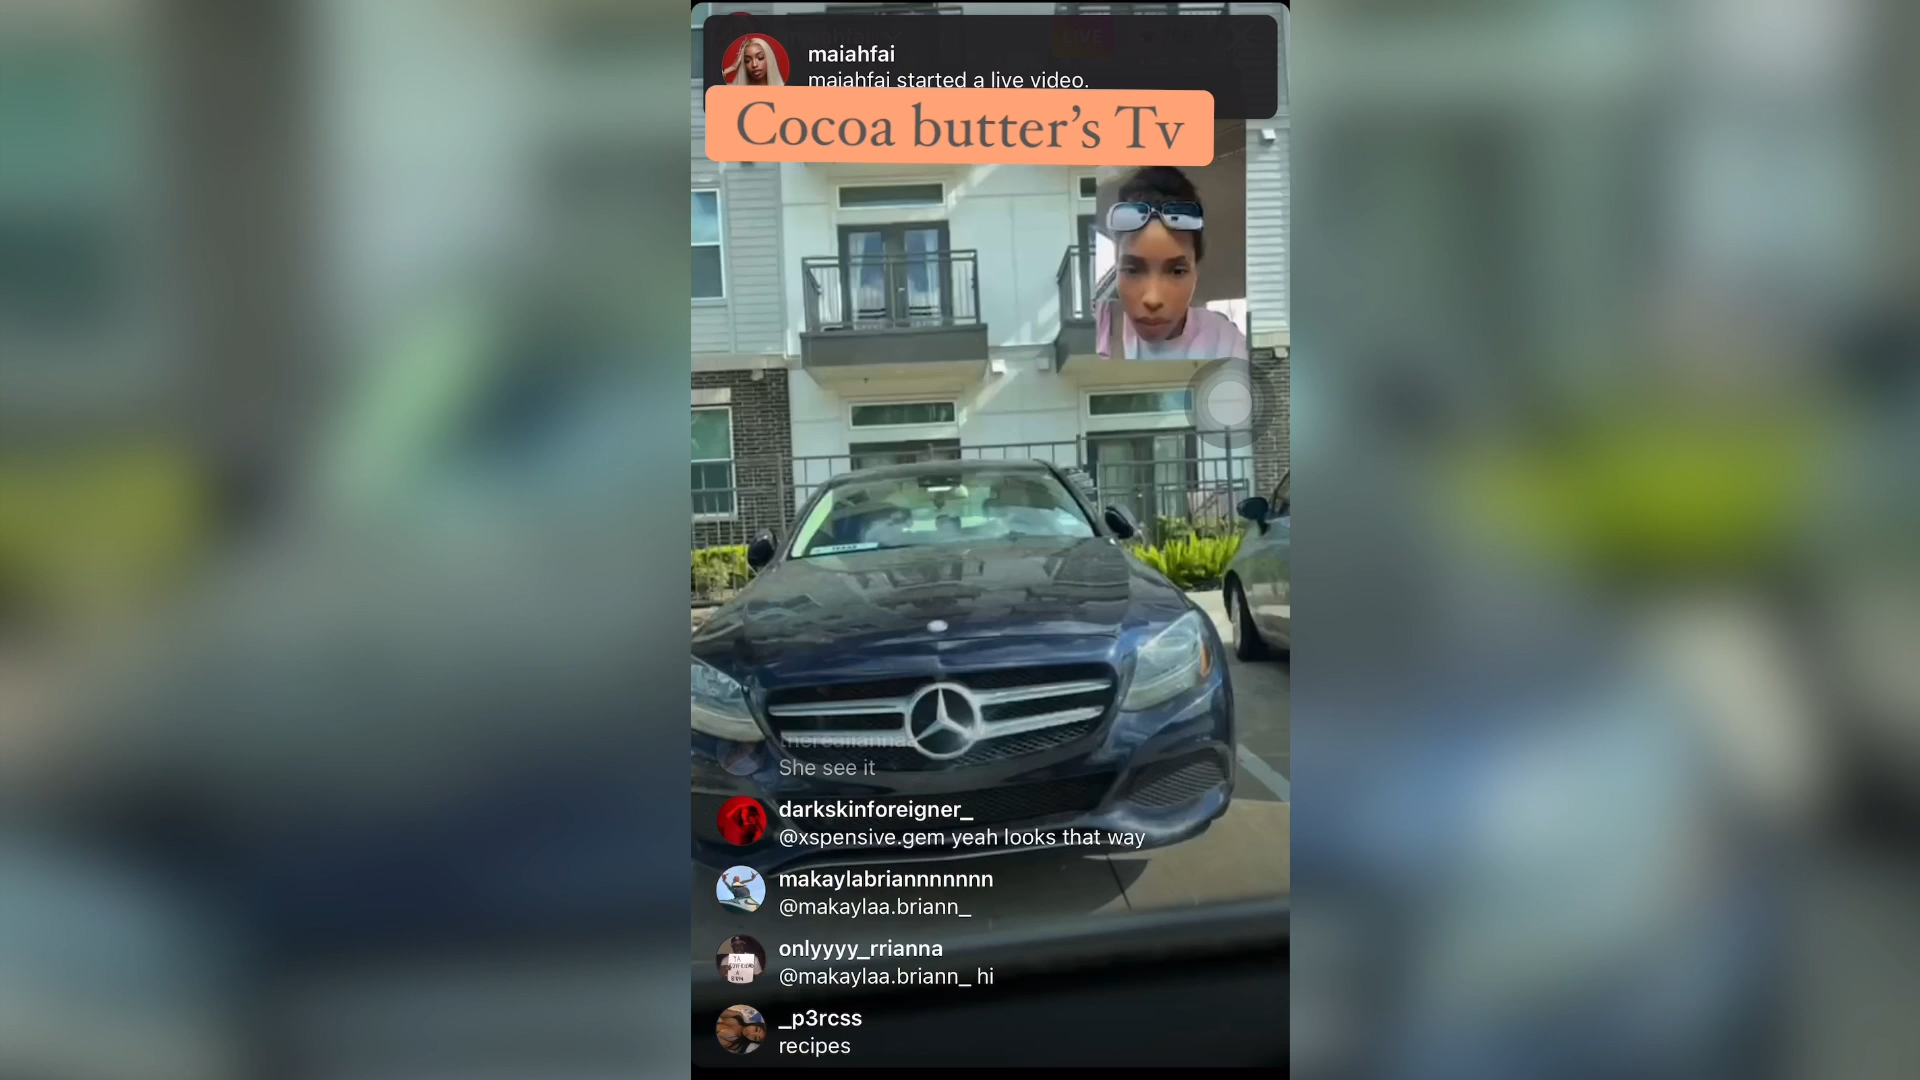 maiahfai
maiahfai started a live video.
LIVE
Cocoa butter's Tv
She see it
darkskinforeigner_
@xspensive.gem yeah looks that way
makaylabriannnnnnn
@makaylaa.briann_
onlyyyy_rrianna
@makaylaa.briann_ hi
_p3rcss
recipes